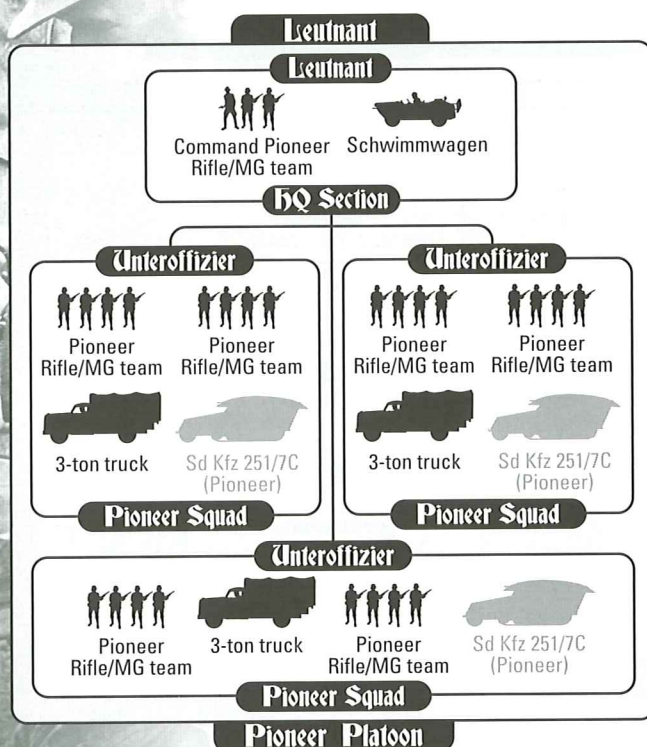 Leutnant
Leutnant
Command Pioneer
Rifle/MG team
Schwimmwagen
HQ Section
Unteroffizier
Pioneer
Rifle/MG team
Pioneer
Rifle/MG team
3-ton truck
Sd Kfz 251/7C
(Pioneer)
Pioneer Squad
Unteroffizier
Pioneer
Rifle/MG team
Pioneer
Rifle/MG team
3-ton truck
Sd Kfz 251/7C
(Pioneer)
Pioneer Squad
Unteroffizier
Pioneer
Rifle/MG team
3-ton truck
Pioneer
Rifle/MG team
Sd Kfz 251/7C
(Pioneer)
Pioneer Squad
Pioneer Platoon